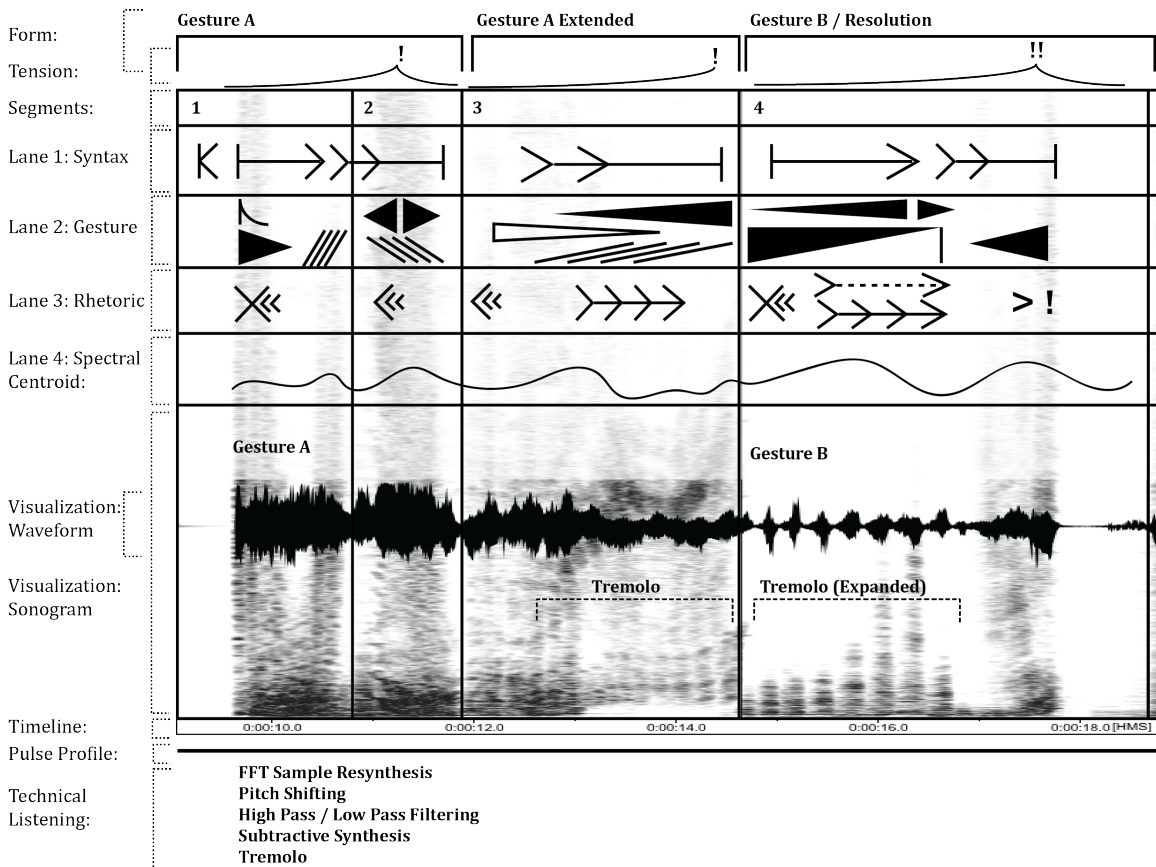 Form:
Gesture A
Gesture A Extended
Gesture B / Resolution
Tension:
!
!
!!
Segments:
1
2
3
4
Lane 1: Syntax
Lane 2: Gesture
Lane 3: Rhetoric
> !
Lane 4: Spectral
Centroid:
Gesture A
Gesture B
Visualization:
Waveform
Visualization:
Sonogram
Tremolo
Tremolo (Expanded)
Timeline:
0:00:10.0
0:00:12.0
0:00:14.0
0:00:16.0
0:00:18.0 [HMS]
Pulse Profile:
Technical
Listening:
FFT Sample Resynthesis
Pitch Shifting
High Pass / Low Pass Filtering
Subtractive Synthesis
Tremolo